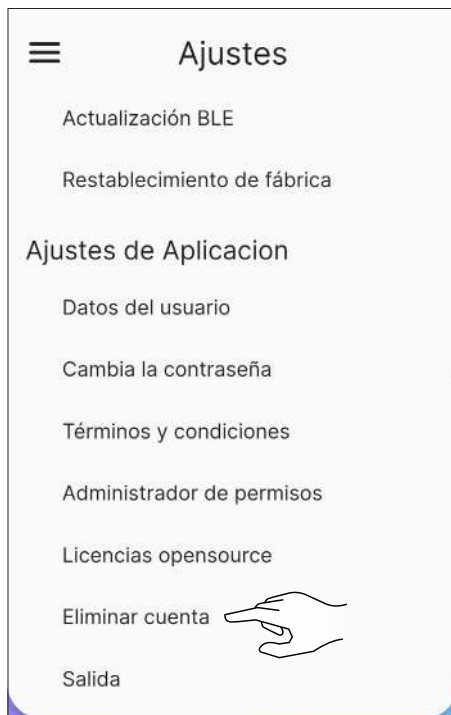 Ajustes
Actualización BLE
Restablecimiento de fábrica
Ajustes de Aplicacion
Datos del usuario
Cambia la contraseña
Términos y condiciones
Administrador de permisos
Licencias opensource
Eliminar cuenta
Salida